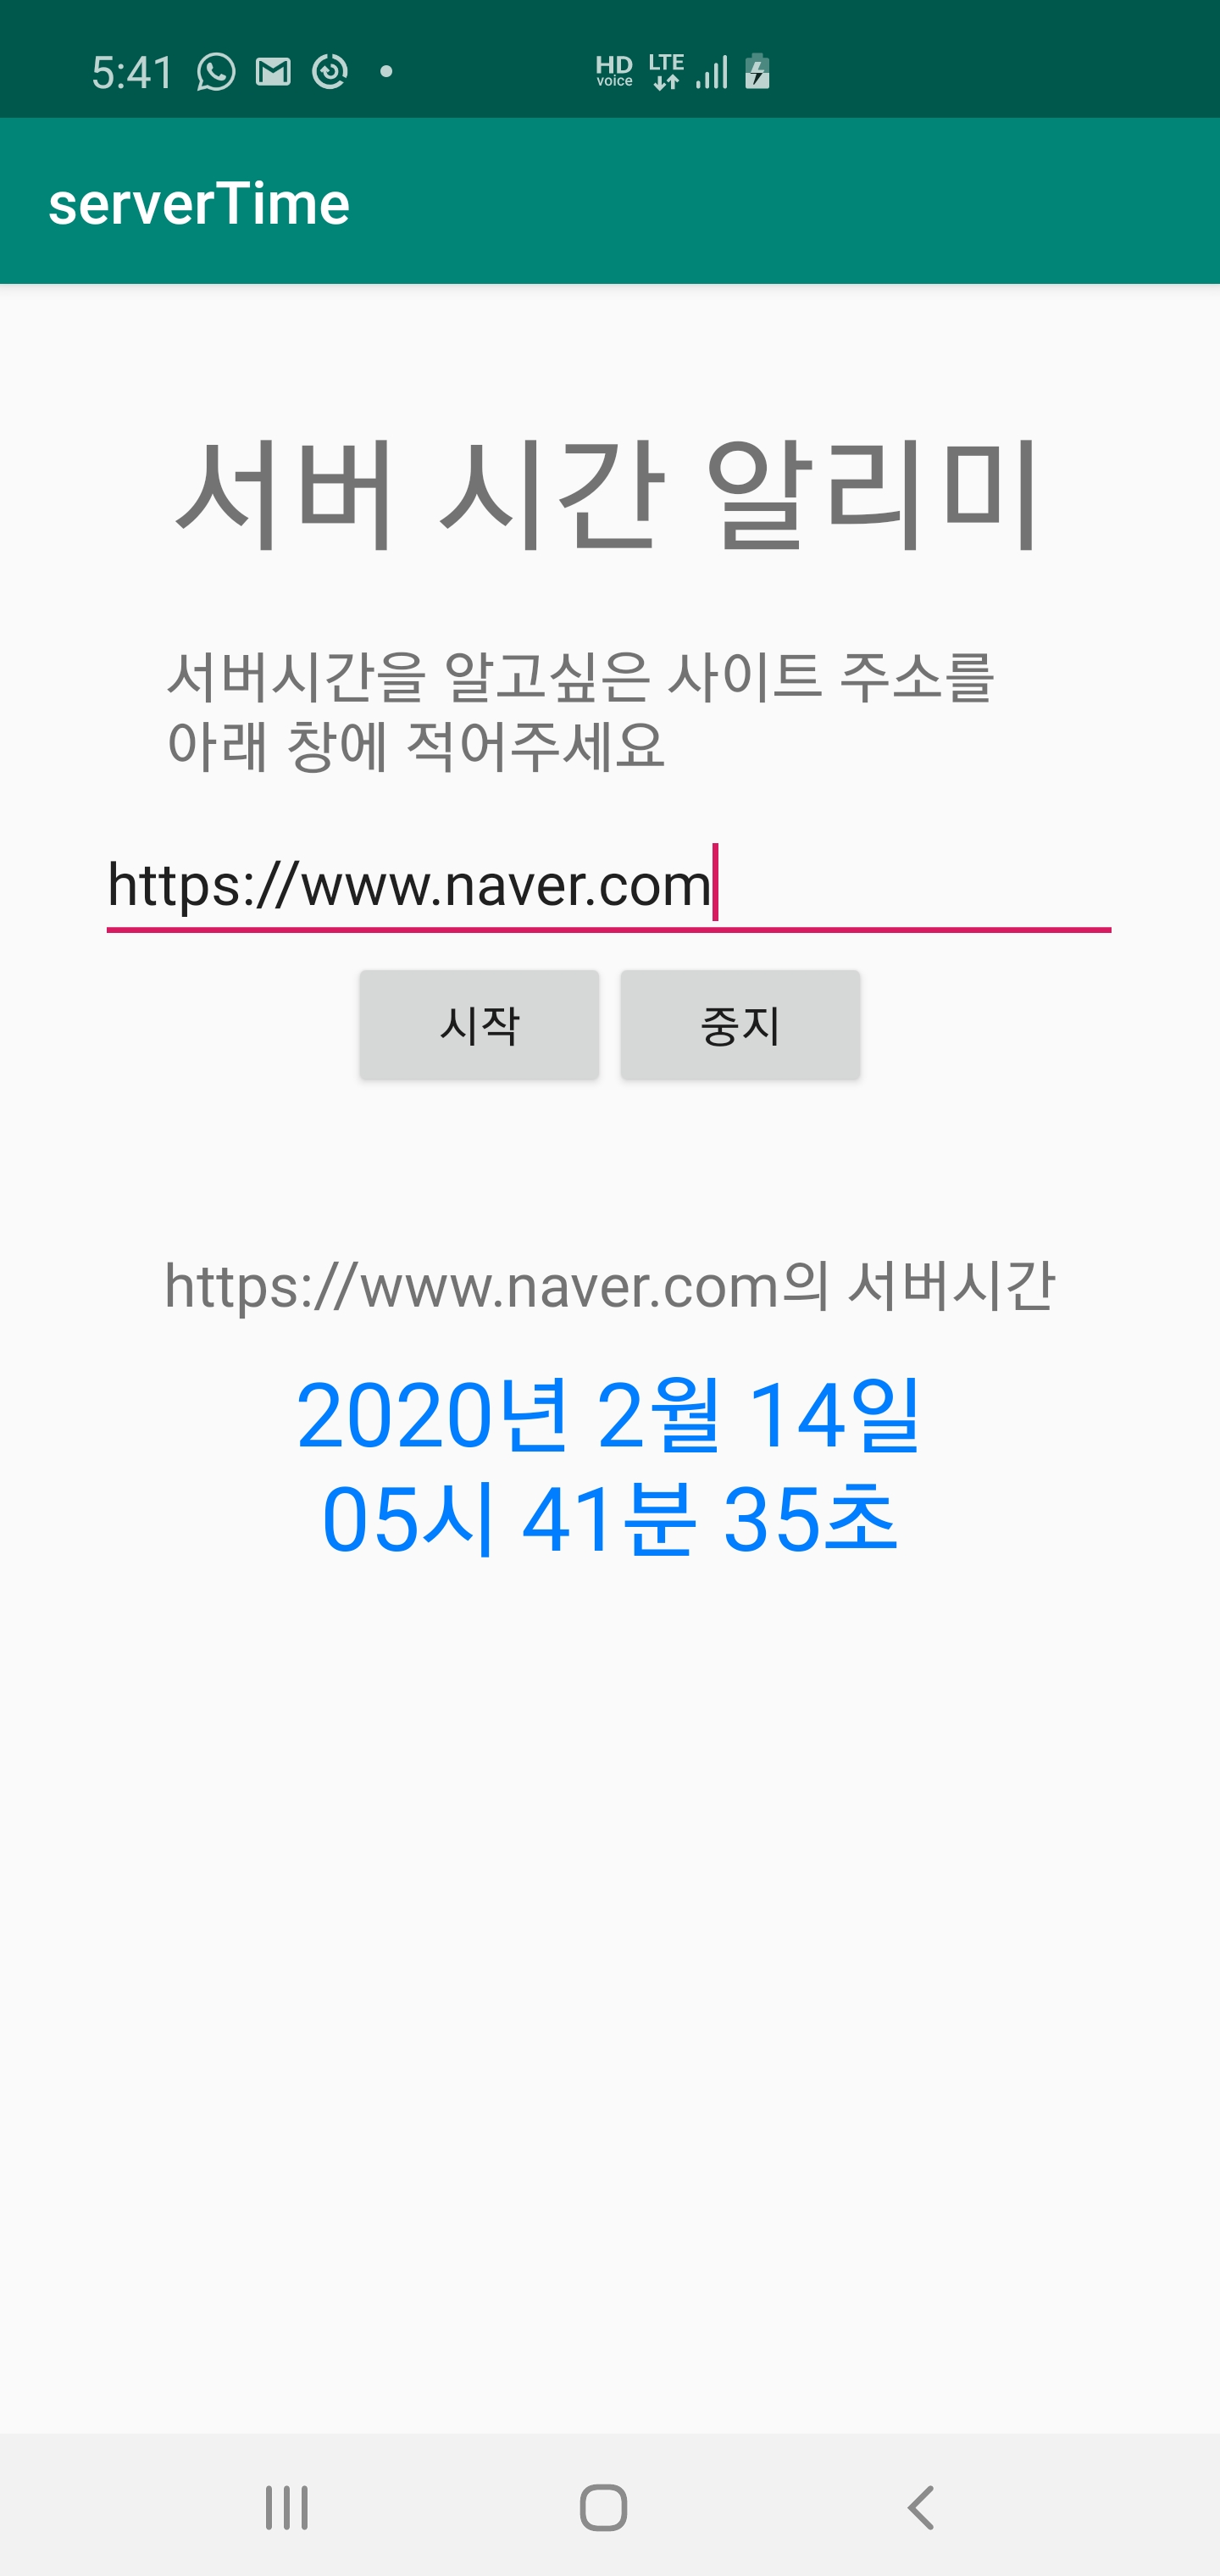 5:41 HD voice LTE
serverTime
서버 시간 알리미
서버시간을 알고싶은 사이트 주소를
아래 창에 적어주세요
https://www.naver.com
시작 중지
https://www.naver.com의 서버시간
2020년 2월 14일
05시 41분 35초